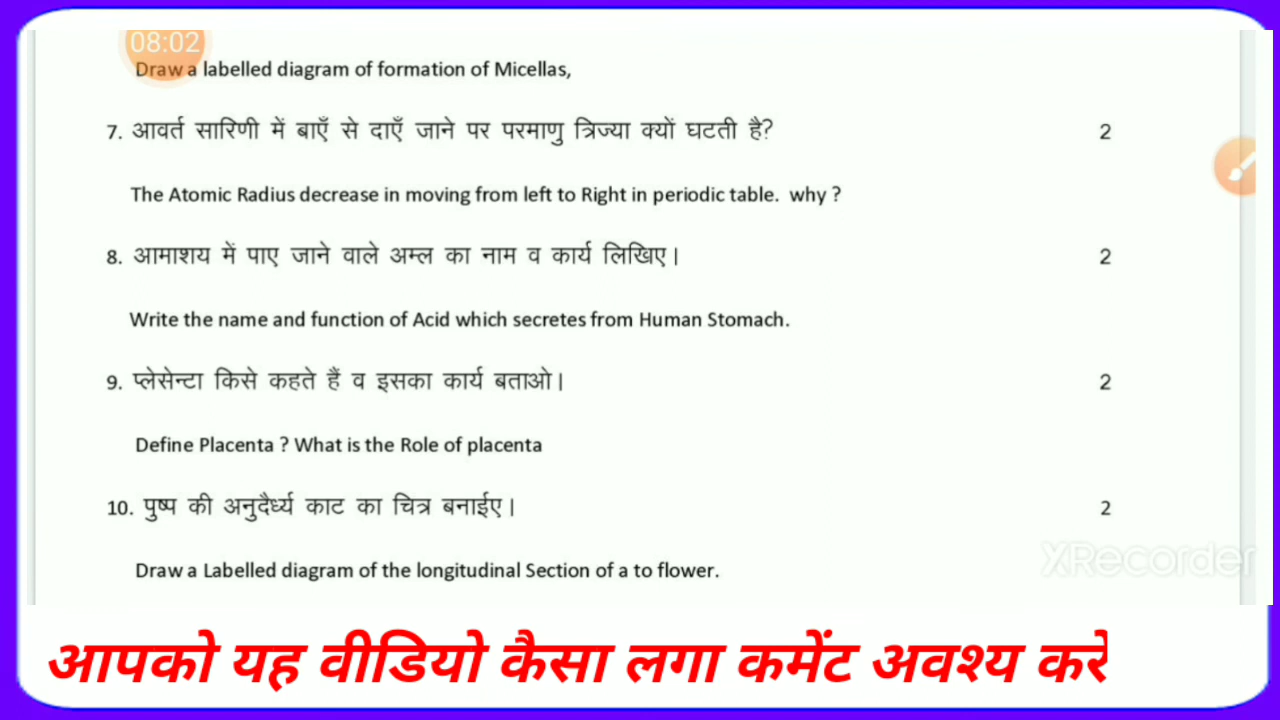 08:02
Draw a labelled diagram of formation of Micellas,
7. आवर्त सारिणी में बाएँ से दाएँ जाने पर परमाणु त्रिज्या क्यों घटती है? 2
The Atomic Radius decrease in moving from left to Right in periodic table. why ?
8. आमाशय में पाए जाने वाले अम्ल का नाम व कार्य लिखिए। 2
Write the name and function of Acid which secretes from Human Stomach.
9. प्लेसेन्टा किसे कहते हैं व इसका कार्य बताओ। 2
Define Placenta ? What is the Role of placenta
10. पुष्प की अनुदैर्ध्य काट का चित्र बनाईए। 2
Draw a Labelled diagram of the longitudinal Section of a to flower.
XRecorder
आपको यह वीडियो कैसा लगा कमेंट अवश्य करे